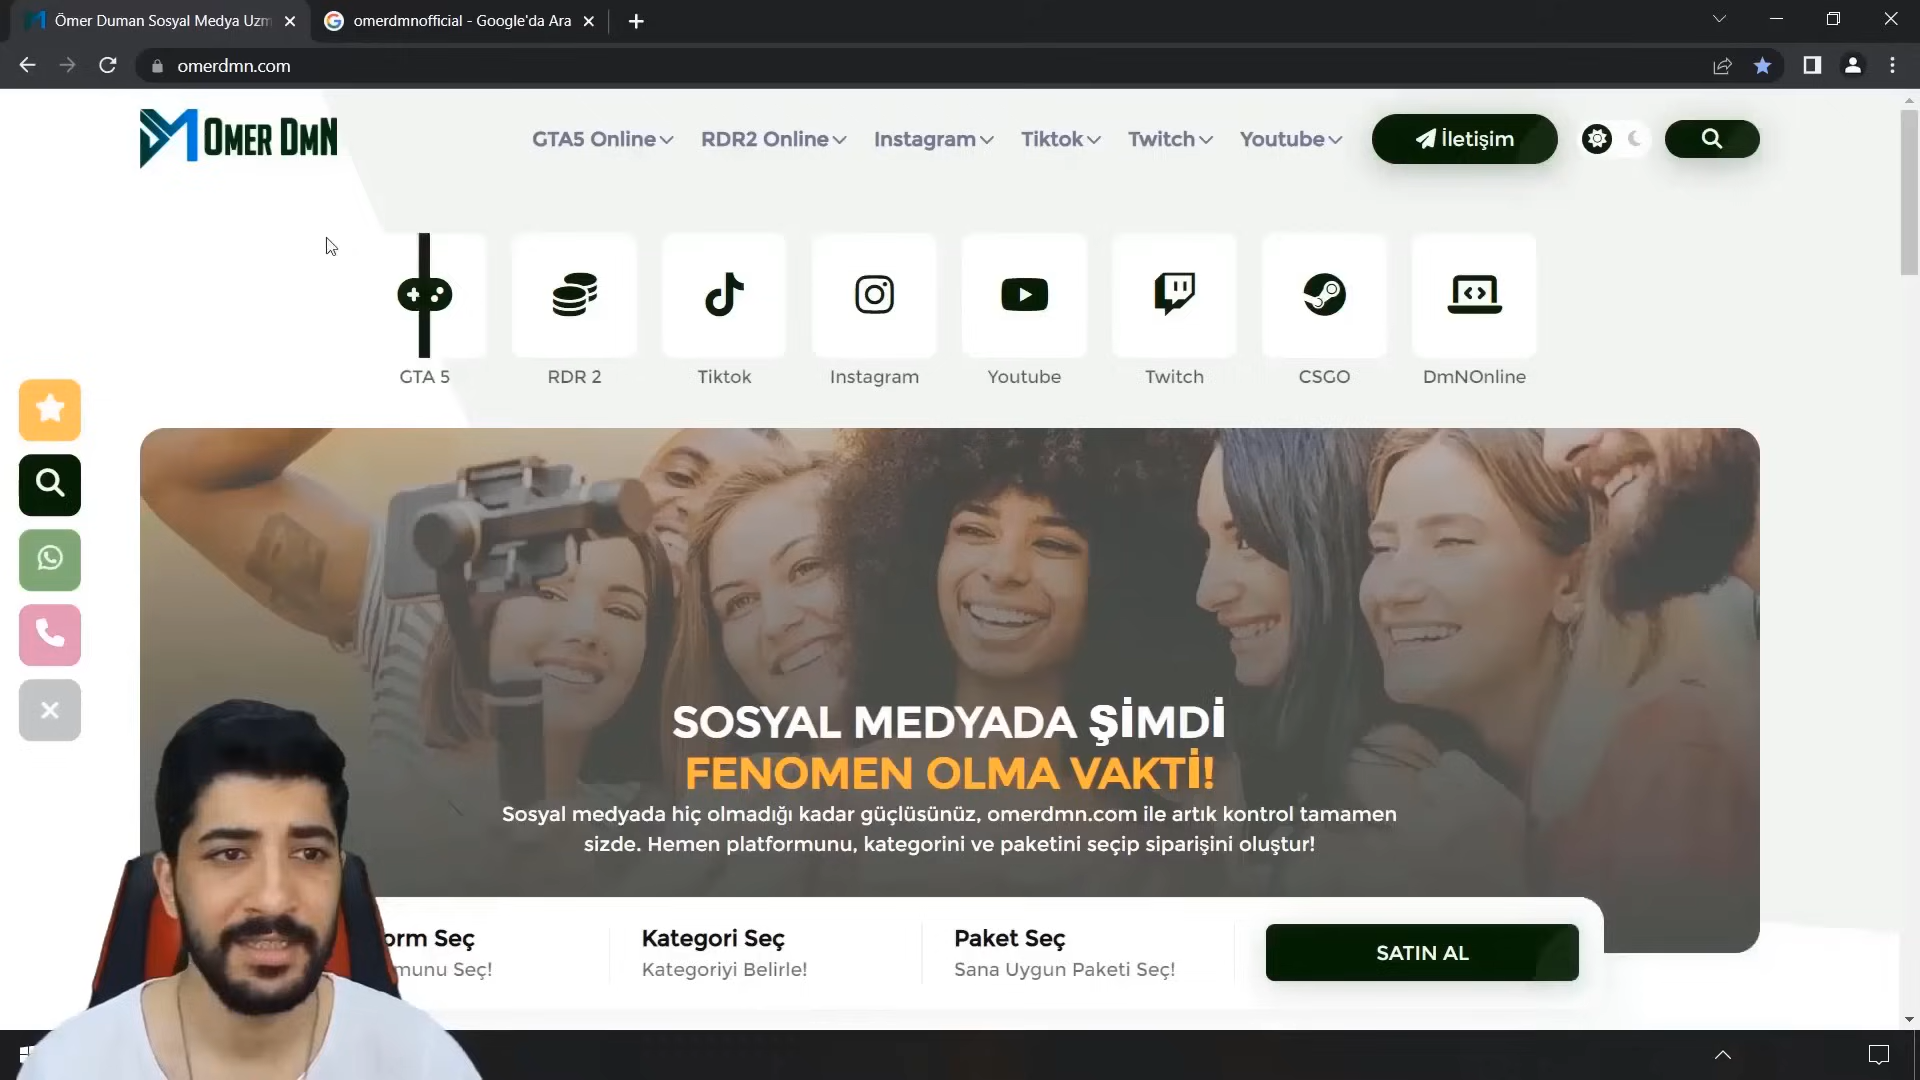 Ömer Duman Sosyal Medya Uzm
omerdmnofficial - Google'da Ara
omerdmn.com
OMER DMN
GTA5 Online
RDR2 Online
Instagram
Tiktok
Twitch
Youtube
İletişim
GTA 5
RDR 2
Tiktok
Instagram
Youtube
Twitch
CSGO
DmNOnline
SOSYAL MEDYADA ŞİMDİ
FENOMEN OLMA VAKTİ!
Sosyal medyada hiç olmadığı kadar güçlüsünüz, omerdmn.com ile artık kontrol tamamen
sizde. Hemen platformunu, kategorini ve paketini seçip siparişini oluştur!
orm Seç
munu Seç!
Kategori Seç
Kategoriyi Belirle!
Paket Seç
Sana Uygun Paketi Seç!
SATIN AL